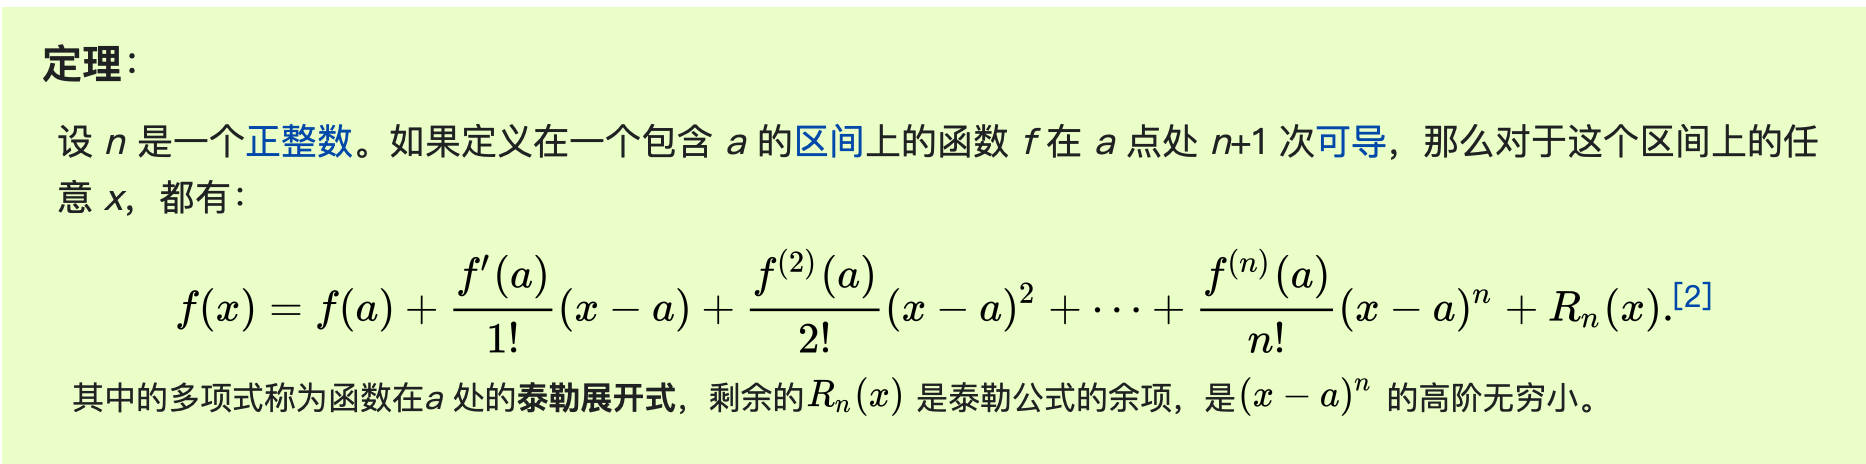 定理：
设 n 是一个正整数。如果定义在一个包含 a 的区间上的函数 f 在 a 点处 n+1 次可导，那么对于这个区间上的任
意 x，都有：
f(x) = f(a) + \frac{f'(a)}{1!}(x − a) + \frac{f^{(2)}(a)}{2!}(x − a)^2 + ⋯ + \frac{f^{(n)}(a)}{n!}(x − a)^n + R_n(x).[2]
其中的多项式称为函数在a 处的泰勒展开式，剩余的R_n(x) 是泰勒公式的余项，是(x − a)^n 的高阶无穷小。